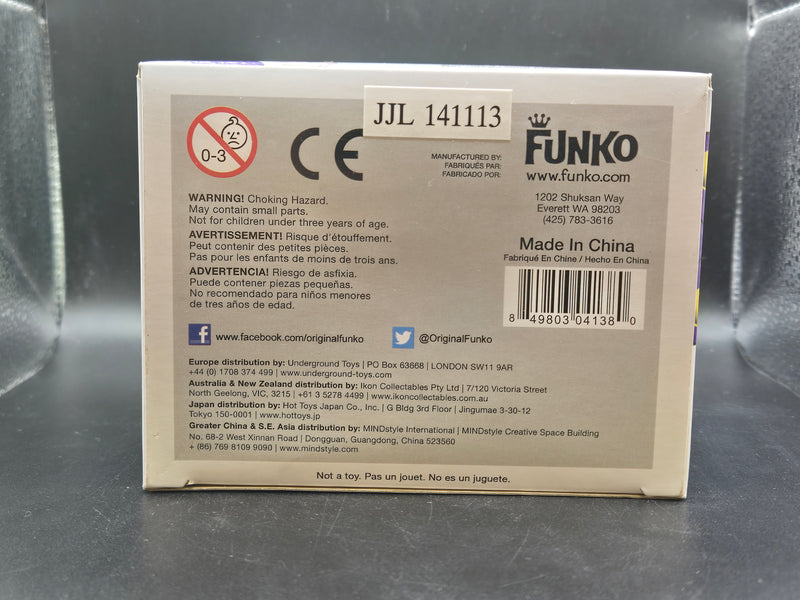 JJL 141113
0-3
CE
MANUFACTURED BY:
FABRIQUÉS PAR:
FABRICADO POR:
FUNKO
www.funko.com
1202 Shuksan Way
Everett WA 98203
(425) 783-3616
Made In China
Fabriqué En Chine / Hecho En China
8 49803 04138 0
WARNING! Choking Hazard.
May contain small parts.
Not for children under three years of age.
AVERTISSEMENT! Risque d'étouffement.
Peut contenir des petites pièces.
Pas pour les enfants de moins de trois ans.
ADVERTENCIA! Riesgo de asfixia.
Puede contener piezas pequeñas.
No recomendado para niños menores
de tres años de edad.
f www.facebook.com/originalfunko
@OriginalFunko
Europe distribution by: Underground Toys | PO Box 63668 | LONDON SW11 9AR
+44 (0) 1708 374 499 | www.underground-toys.com
Australia & New Zealand distribution by: Ikon Collectables Pty Ltd | 7/120 Victoria Street
North Geelong, VIC, 3215 | +61 3 5278 4499 | www.ikoncollectables.com.au
Japan distribution by: Hot Toys Japan Co., Inc. | G Bldg 3rd Floor | Jingumae 3-30-12
Tokyo 150-0001 | www.hottoys.jp
Greater China & S.E. Asia distribution by: MINDstyle International | MINDstyle Creative Space Building
No. 68-2 West Xinnan Road | Dongguan, Guangdong, China 523560
+ (86) 769 8109 9090 | www.mindstyle.com
Not a toy. Pas un jouet. No es un juguete.